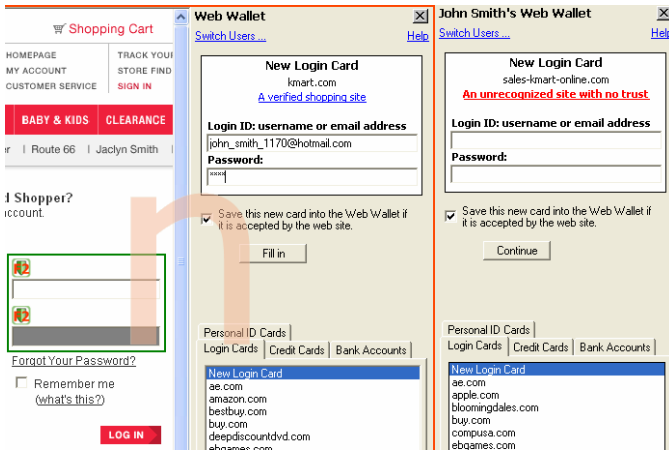 Shopping Cart
HOMEPAGE
MY ACCOUNT
CUSTOMER SERVICE
TRACK YOU
STORE FIND
SIGN IN
BABY & KIDS
CLEARANCE
er | Route 66 | Jaclyn Smith |
d Shopper?
account.
Forgot Your Password?
Remember me
(what's this?)
LOG IN
Web Wallet
Switch Users ...
Help
New Login Card
kmart.com
A verified shopping site
Login ID: username or email address
john_smith_1170@hotmail.com
Password:
****
Save this new card into the Web Wallet if
it is accepted by the web site.
Fill in
Personal ID Cards
Login Cards
Credit Cards
Bank Accounts
New Login Card
ae.com
amazon.com
bestbuy.com
buy.com
deepdiscountdvd.com
ebgames.com
John Smith's Web Wallet
Switch Users ...
Help
New Login Card
sales-kmart-online.com
An unrecognized site with no trust
Login ID: username or email address
Password:
Save this new card into the Web Wallet if
it is accepted by the web site.
Continue
Personal ID Cards
Login Cards
Credit Cards
Bank Accounts
New Login Card
ae.com
apple.com
bloomingdales.com
buy.com
compusa.com
ebgames.com
n